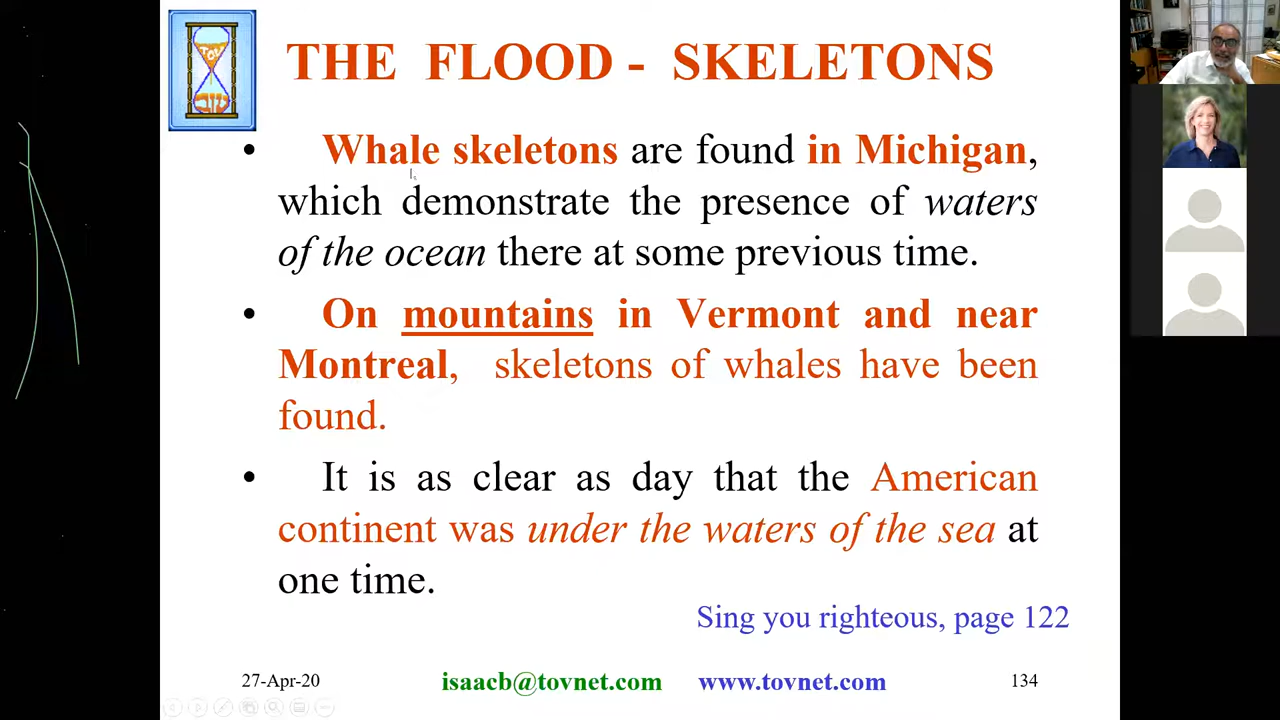 THE FLOOD - SKELETONS
• Whale skeletons are found in Michigan,
which demonstrate the presence of waters
of the ocean there at some previous time.
• On mountains in Vermont and near
Montreal, skeletons of whales have been
found.
• It is as clear as day that the American
continent was under the waters of the sea at
one time.
Sing you righteous, page 122
27-Apr-20 isaacb@tovnet.com www.tovnet.com 134